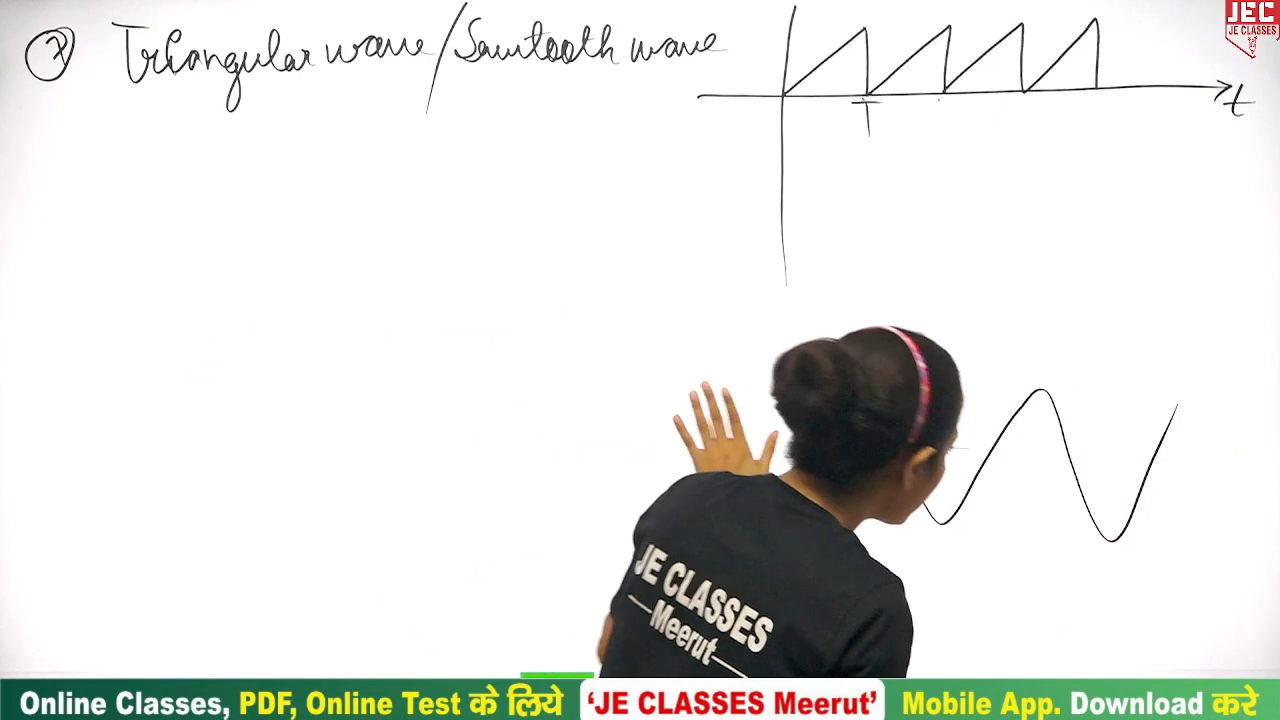 7 Triangular wave/Sawtooth wave
T
t
JEC
JE CLASSES
JE CLASSES
Meerut
Online Classes, PDF, Online Test के लिये 'JE CLASSES Meerut' Mobile App. Download करे